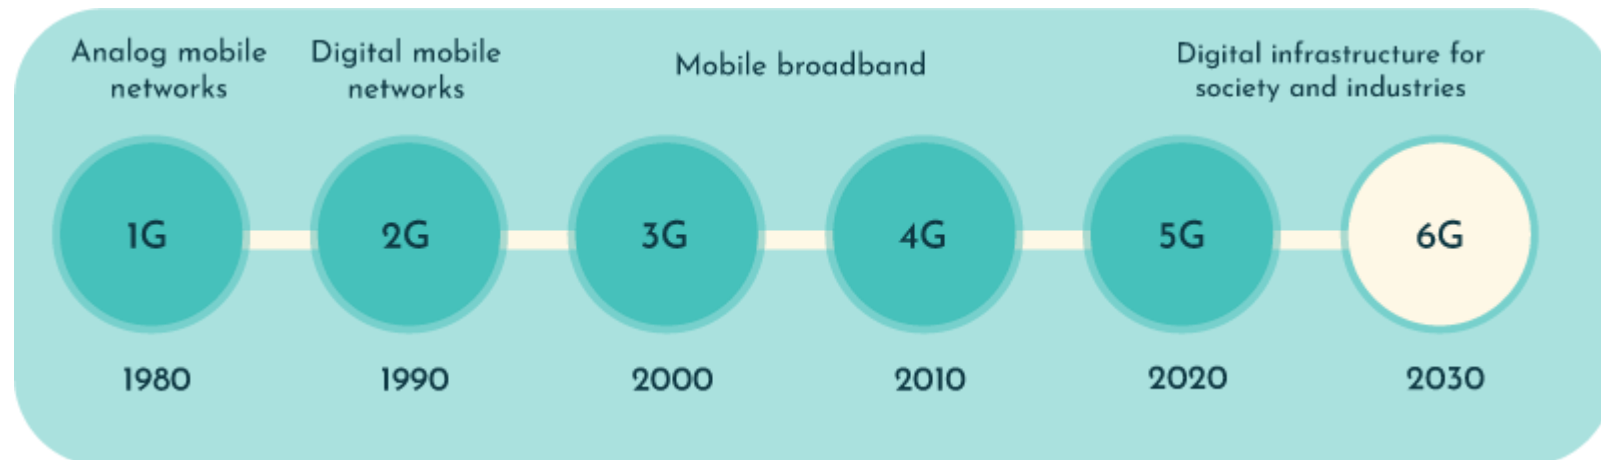 Analog mobile
networks
Digital mobile
networks
Mobile broadband
Digital infrastructure for
society and industries
1G
2G
3G
4G
5G
6G
1980
1990
2000
2010
2020
2030